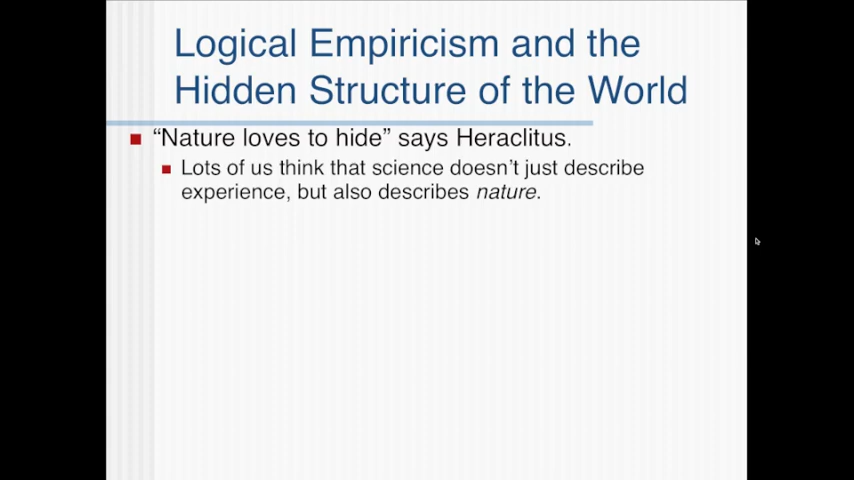 Logical Empiricism and the
Hidden Structure of the World
“Nature loves to hide” says Heraclitus.
Lots of us think that science doesn’t just describe
experience, but also describes nature.